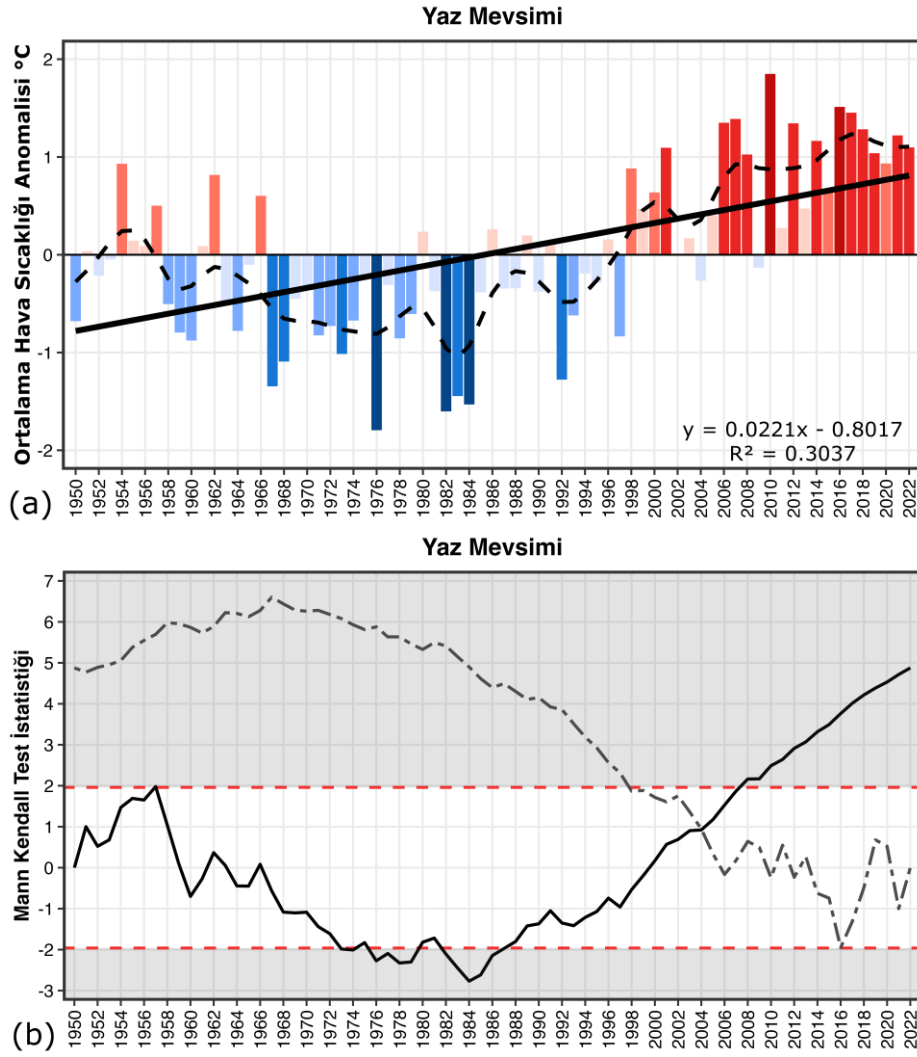 Yaz Mevsimi
Ortalama Hava Sıcaklığı Anomalisi °C
2
1
0
-1
-2
y = 0.0221x - 0.8017
R² = 0.3037
(a)
1950 1952 1954 1956 1958 1960 1962 1964 1966 1968 1970 1972 1974 1976 1978 1980 1982 1984 1986 1988 1990 1992 1994 1996 1998 2000 2002 2004 2006 2008 2010 2012 2014 2016 2018 2020 2022
Yaz Mevsimi
Mann Kendall Test İstatistiği
7
6
5
4
3
2
1
0
-1
-2
-3
(b)
1950 1952 1954 1956 1958 1960 1962 1964 1966 1968 1970 1972 1974 1976 1978 1980 1982 1984 1986 1988 1990 1992 1994 1996 1998 2000 2002 2004 2006 2008 2010 2012 2014 2016 2018 2020 2022